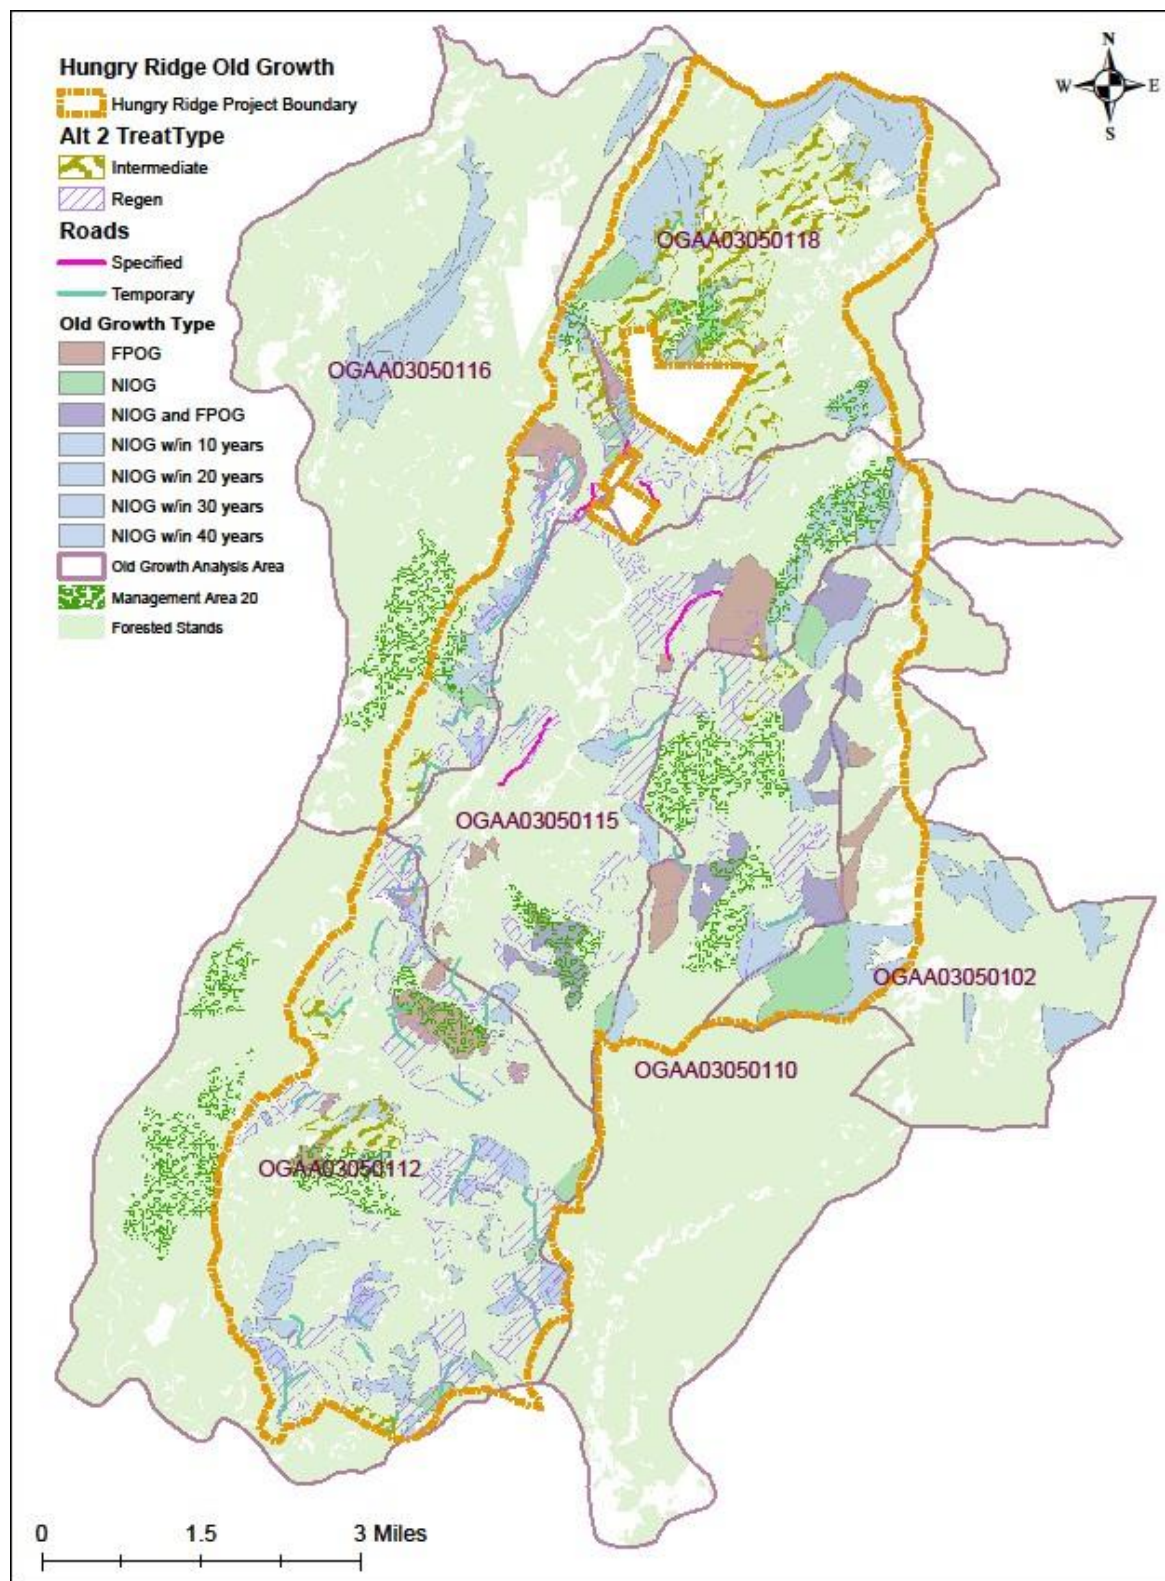 Hungry Ridge Old Growth
Hungry Ridge Project Boundary
Alt 2 TreatType
Intermediate
Regen
Roads
Specified
Temporary
Old Growth Type
FPOG
NIOG
NIOG and FPOG
NIOG w/in 10 years
NIOG w/in 20 years
NIOG w/in 30 years
NIOG w/in 40 years
Old Growth Analysis Area
Management Area 20
Forested Stands
N
W E
S
OGAA03050118
OGAA03050116
OGAA03050115
OGAA03050102
OGAA03050110
OGAA03050112
0 1.5 3 Miles